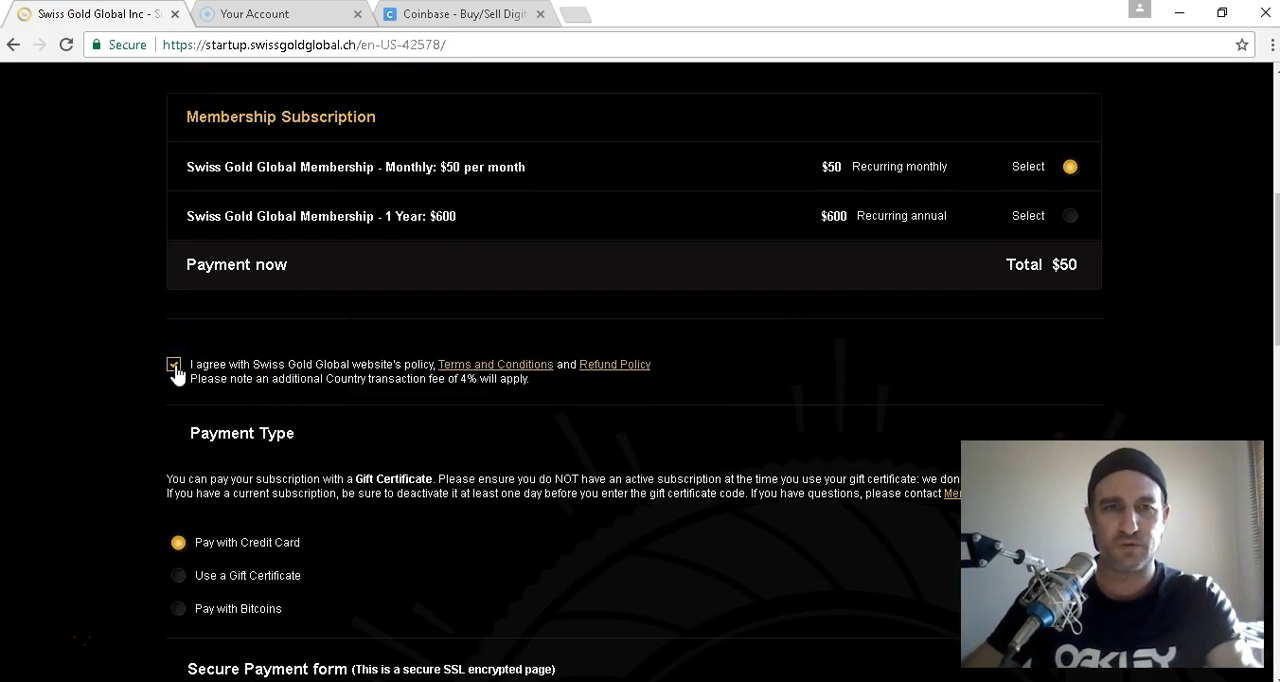 Swiss Gold Global Inc - S
Your Account
Coinbase - Buy/Sell Digit
Secure
https://startup.swissgoldglobal.ch/en-US-42578/
Membership Subscription
Swiss Gold Global Membership - Monthly: $50 per month $50 Recurring monthly Select
Swiss Gold Global Membership - 1 Year: $600 $600 Recurring annual Select
Payment now Total $50
I agree with Swiss Gold Global website's policy, Terms and Conditions and Refund Policy
Please note an additional Country transaction fee of 4% will apply.
Payment Type
You can pay your subscription with a Gift Certificate. Please ensure you do NOT have an active subscription at the time you use your gift certificate: we don
If you have a current subscription, be sure to deactivate it at least one day before you enter the gift certificate code. If you have questions, please contact Mer
Pay with Credit Card
Use a Gift Certificate
Pay with Bitcoins
Secure Payment form (This is a secure SSL encrypted page)
OAKLEY